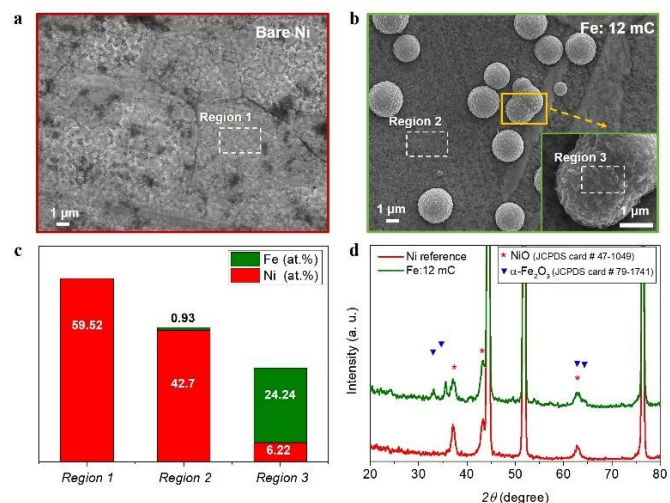 a
Bare Ni
Region 1
1 μm
b
Fe: 12 mC
Region 2
Region 3
1 μm
1 μm
c
Fe (at.%)
Ni (at.%)
59.52
0.93
42.7
24.24
6.22
Region 1
Region 2
Region 3
d
Ni reference
Fe:12 mC
* NiO (JCPDS card # 47-1049)
▼ α-Fe₂O₃ (JCPDS card # 79-1741)
Intensity (a. u.)
20 30 40 50 60 70 80
2θ (degree)